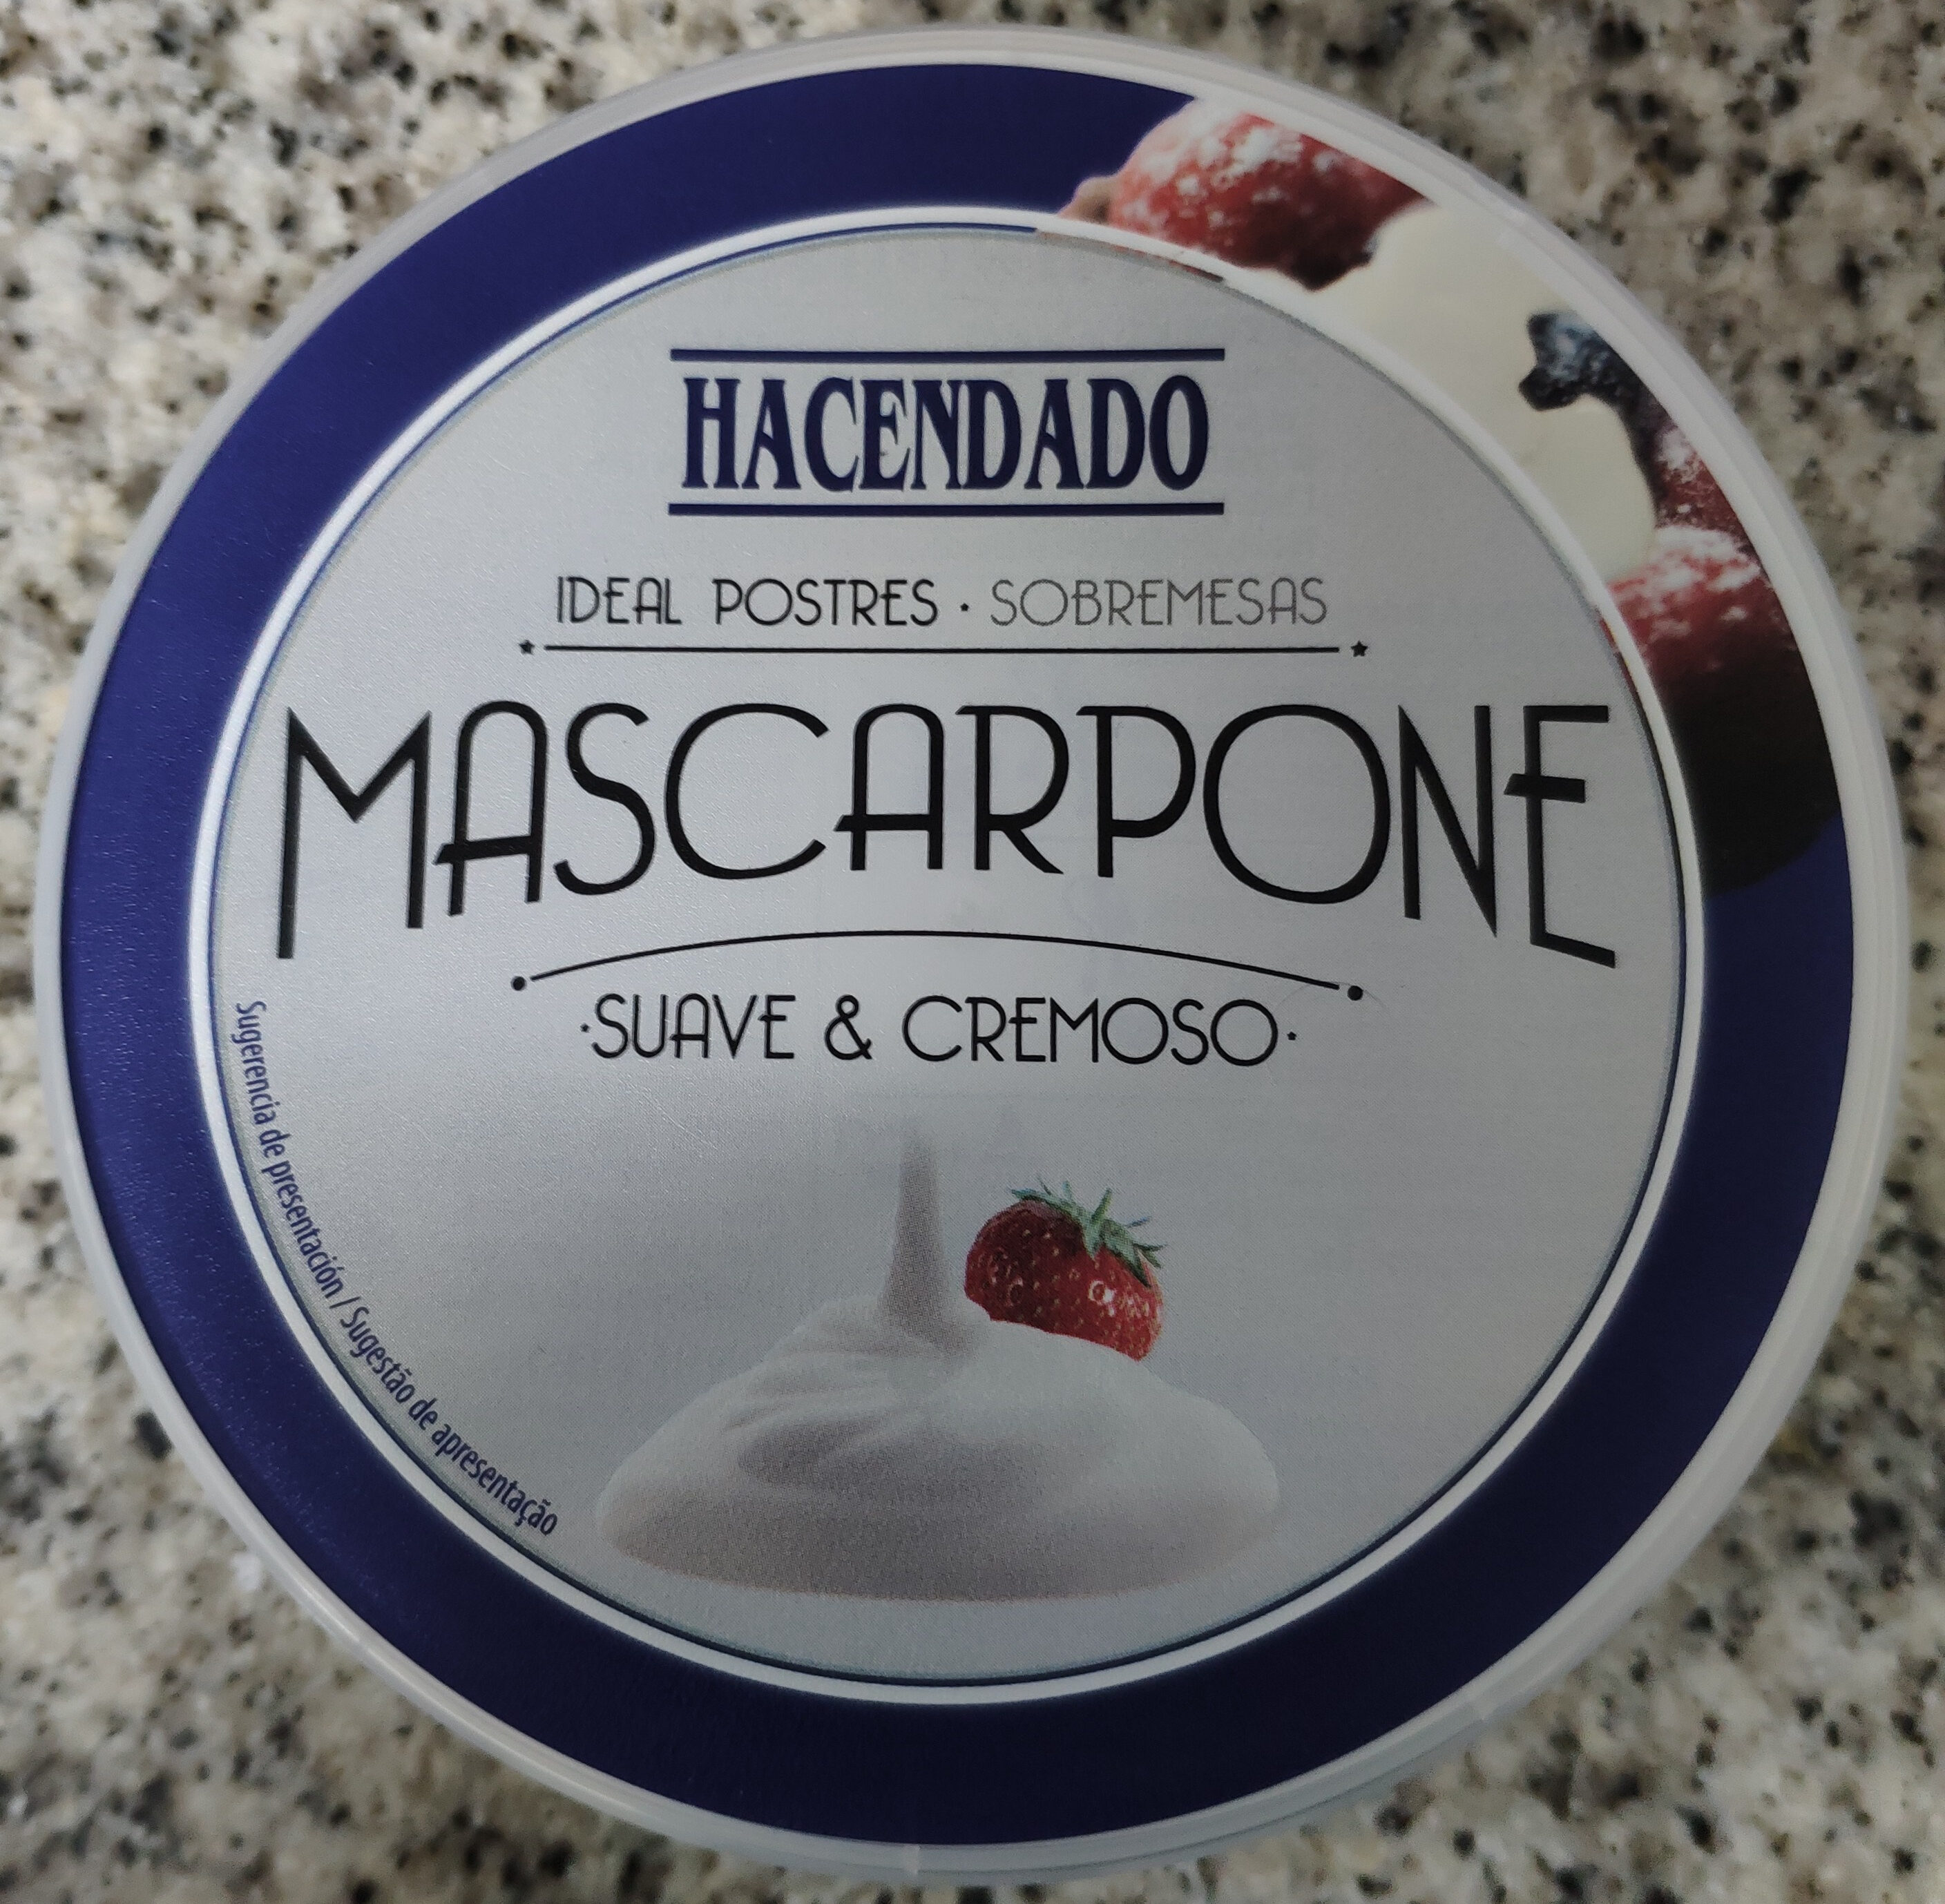 HACENDADO
IDEAL POSTRES · SOBREMESAS
MASCARPONE
·SUAVE & CREMOSO·
Sugerencia de presentación / Sugestão de apresentação